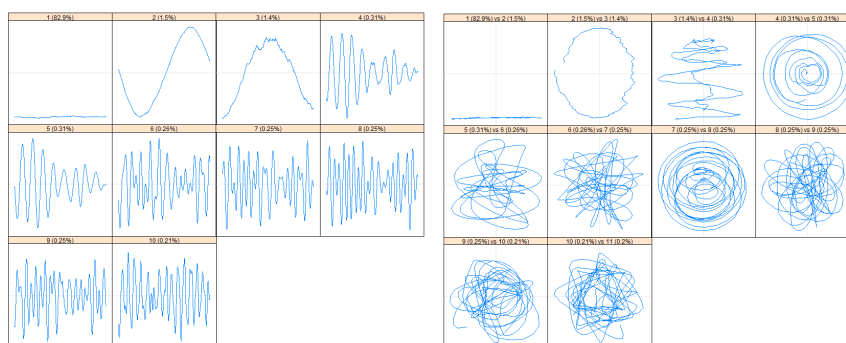 1 (82.9%)
2 (1.5%)
3 (1.4%)
4 (0.31%)
5 (0.31%)
6 (0.26%)
7 (0.25%)
8 (0.25%)
9 (0.25%)
10 (0.21%)
1 (82.9%) vs 2 (1.5%)
2 (1.5%) vs 3 (1.4%)
3 (1.4%) vs 4 (0.31%)
4 (0.31%) vs 5 (0.31%)
5 (0.31%) vs 6 (0.26%)
6 (0.26%) vs 7 (0.25%)
7 (0.25%) vs 8 (0.25%)
8 (0.25%) vs 9 (0.25%)
9 (0.25%) vs 10 (0.21%)
10 (0.21%) vs 11 (0.2%)